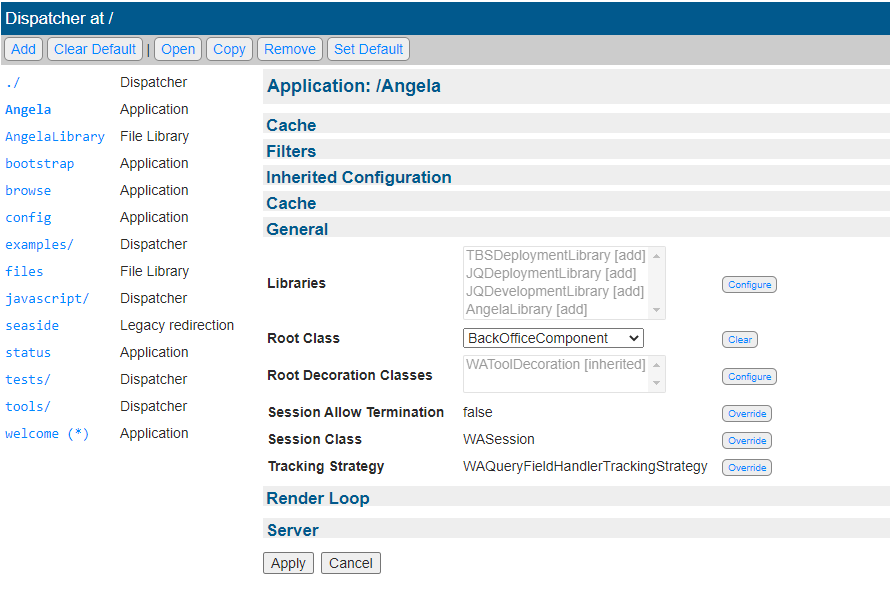 Dispatcher at /
Add Clear Default | Open Copy Remove Set Default
./ Dispatcher
Angela Application
AngelaLibrary File Library
bootstrap Application
browse Application
config Application
examples/ Dispatcher
files File Library
javascript/ Dispatcher
seaside Legacy redirection
status Application
tests/ Dispatcher
tools/ Dispatcher
welcome (*) Application
Application: /Angela
Cache
Filters
Inherited Configuration
Cache
General
Libraries
TBSDeploymentLibrary [add]
JQDeploymentLibrary [add]
JQDevelopmentLibrary [add]
AngelaLibrary [add]
Configure
Root Class BackOfficeComponent Clear
Root Decoration Classes WAToolDecoration [inherited] Configure
Session Allow Termination false Override
Session Class WASession Override
Tracking Strategy WAQueryFieldHandlerTrackingStrategy Override
Render Loop
Server
Apply Cancel